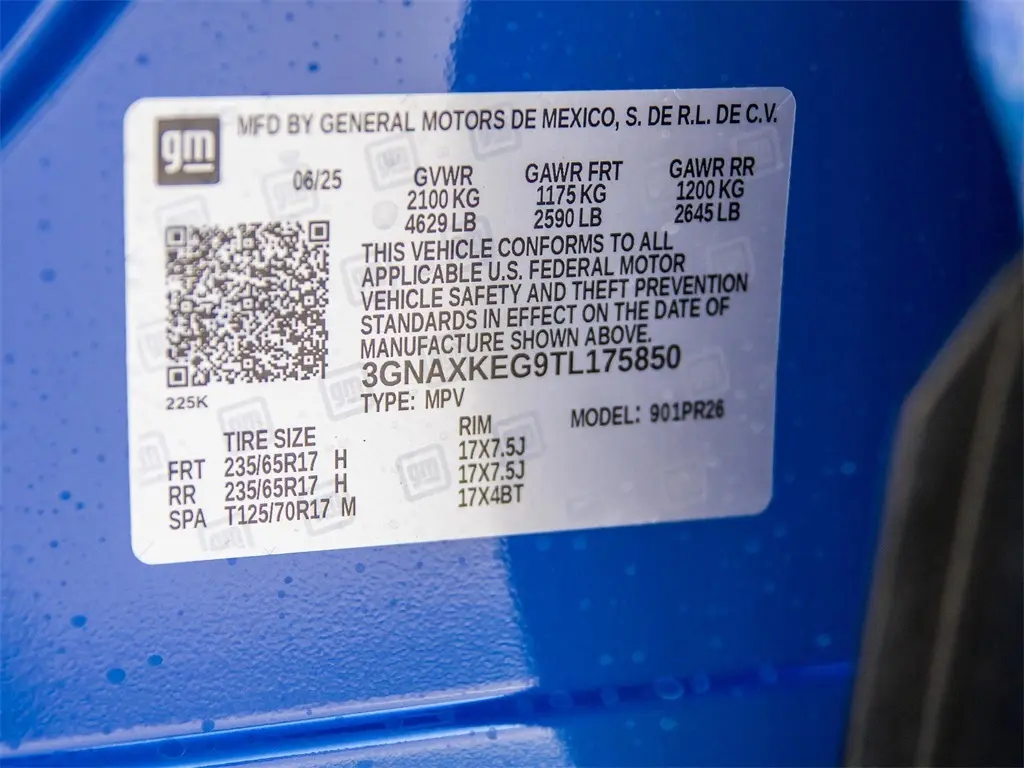 gm
MFD BY GENERAL MOTORS DE MEXICO, S. DE R.L. DE C.V.
06/25 GVWR GAWR FRT GAWR RR
2100 KG 1175 KG 1200 KG
4629 LB 2590 LB 2645 LB
THIS VEHICLE CONFORMS TO ALL
APPLICABLE U.S. FEDERAL MOTOR
VEHICLE SAFETY AND THEFT PREVENTION
STANDARDS IN EFFECT ON THE DATE OF
MANUFACTURE SHOWN ABOVE.
3GNAXKEG9TL175850
225K
TYPE: MPV MODEL: 901PR26
TIRE SIZE RIM
FRT 235/65R17 H 17X7.5J
RR 235/65R17 H 17X7.5J
SPA T125/70R17 M 17X4BT